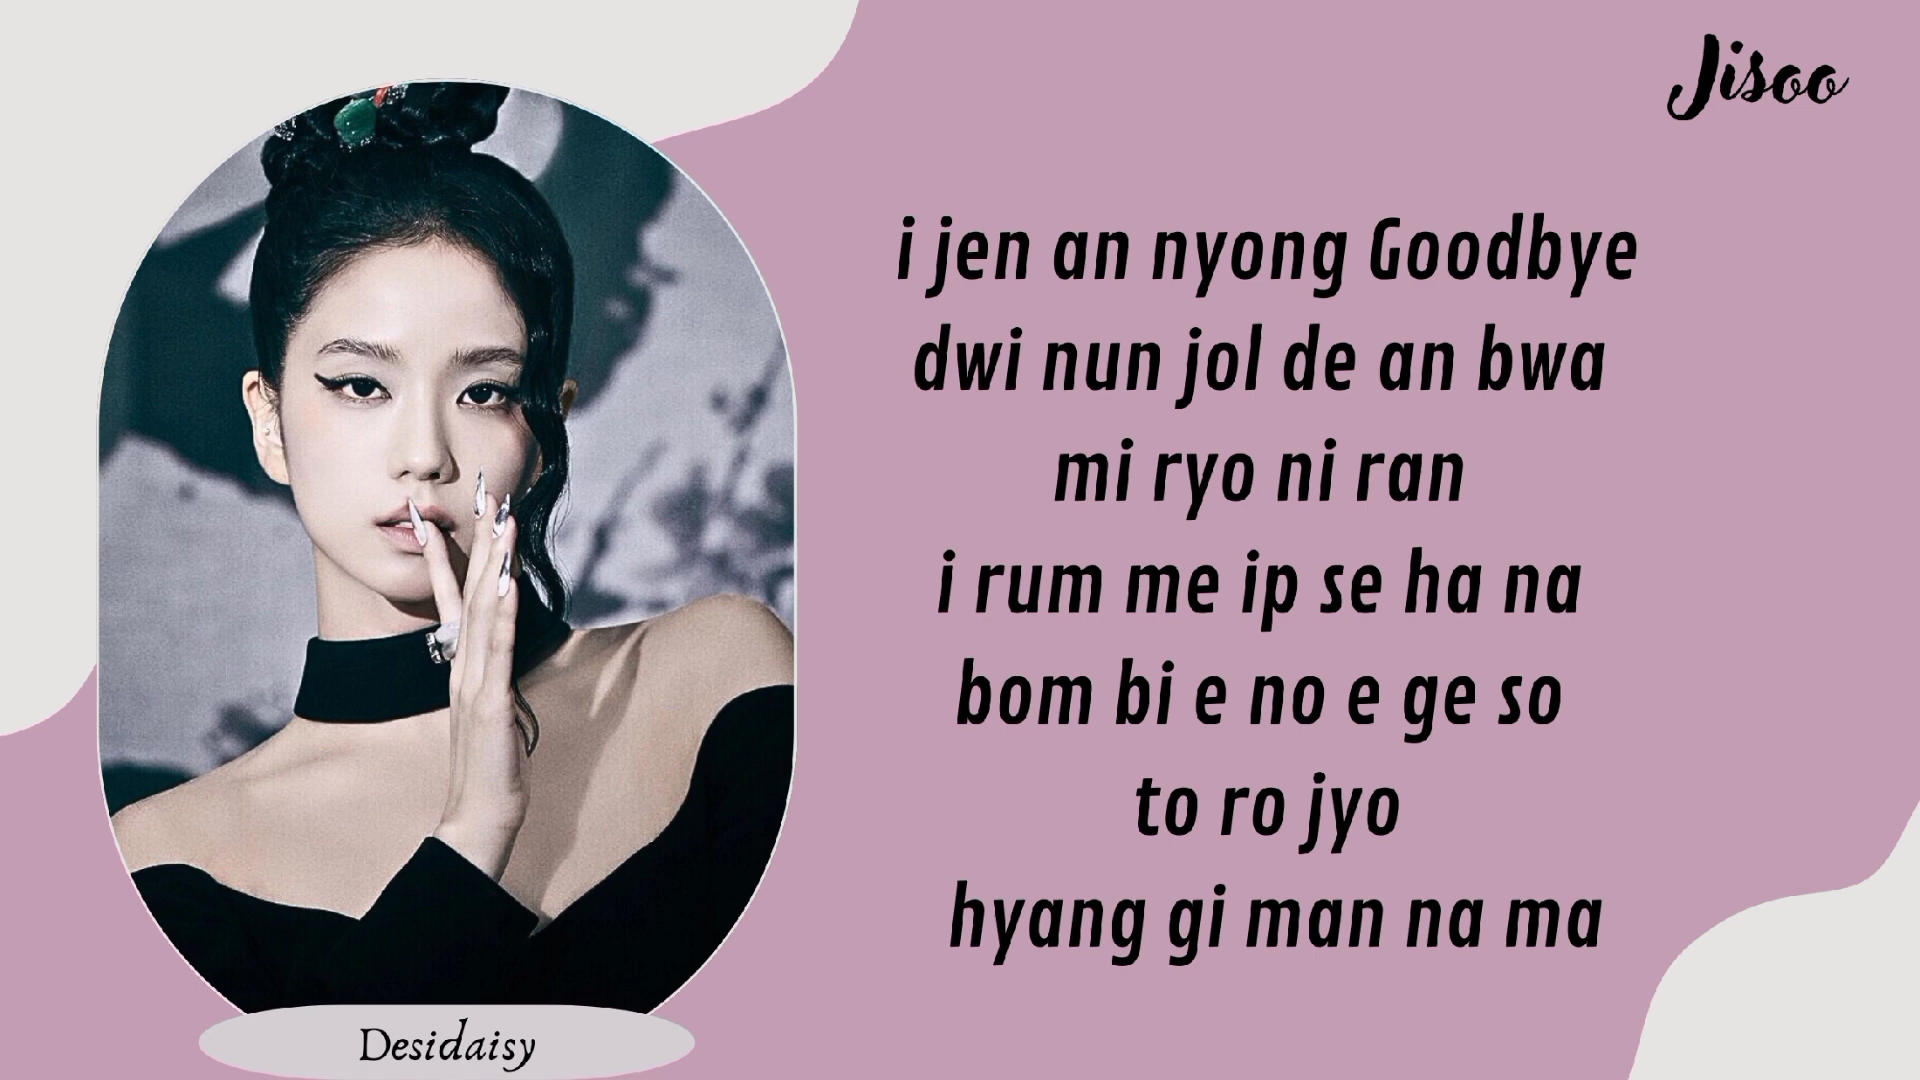 Jisoo
i jen an nyong Goodbye
dwi nun jol de an bwa
mi ryo ni ran
i rum me ip se ha na
bom bi e no e ge so
to ro jyo
hyang gi man na ma
Desidaisy